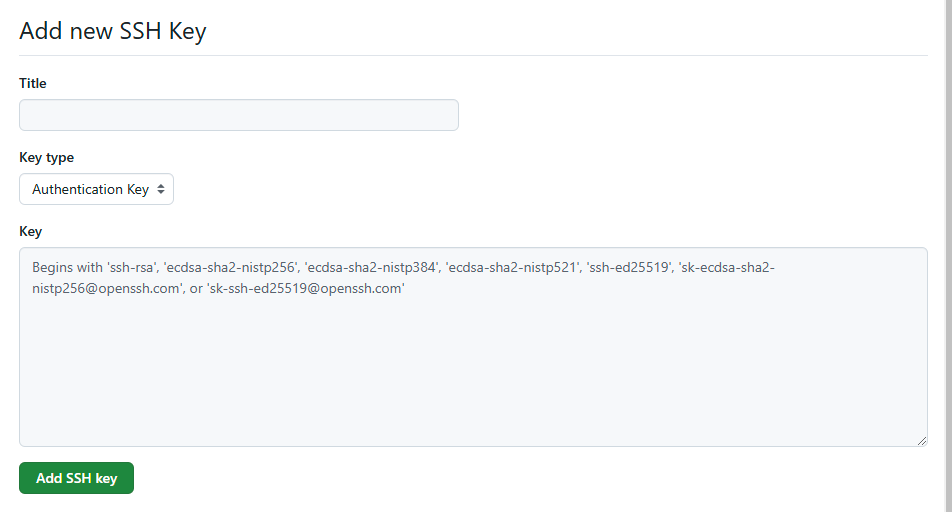 Add new SSH Key
Title
Key type
Authentication Key
Key
Begins with 'ssh-rsa', 'ecdsa-sha2-nistp256', 'ecdsa-sha2-nistp384', 'ecdsa-sha2-nistp521', 'ssh-ed25519', 'sk-ecdsa-sha2-
nistp256@openssh.com', or 'sk-ssh-ed25519@openssh.com'
Add SSH key